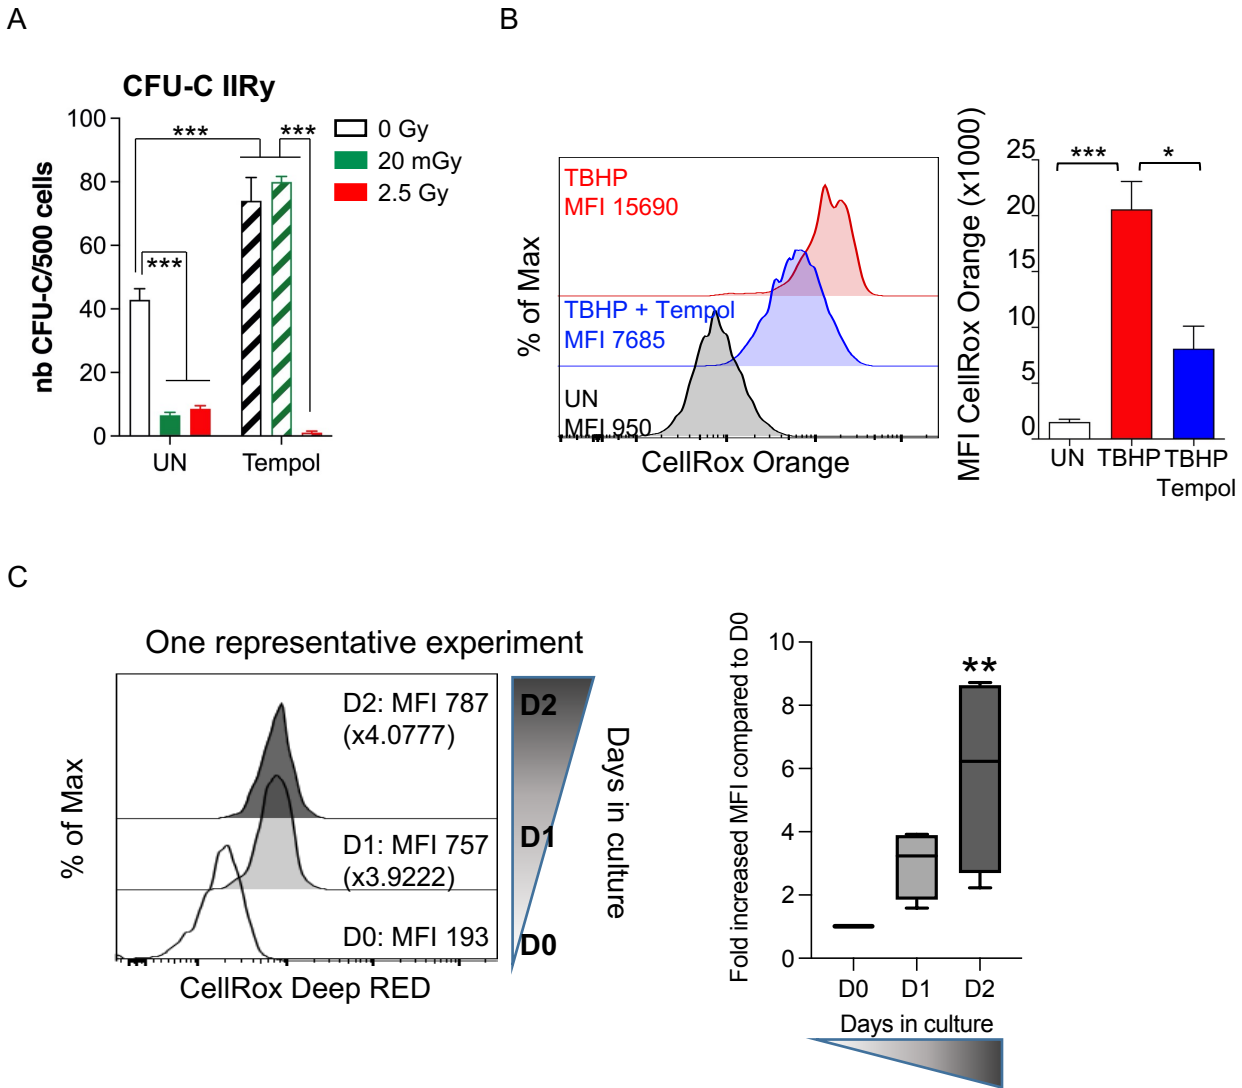 A
CFU-C IIRy
nb CFU-C/500 cells
100
80
60
40
20
0
***
***
***
0 Gy
20 mGy
2.5 Gy
UN
Tempol
B
% of Max
TBHP
MFI 15690
TBHP + Tempol
MFI 7685
UN
MFI 950
CellRox Orange
MFI CellRox Orange (x1000)
25
20
15
10
5
0
***
*
UN
TBHP
TBHP
Tempol
C
One representative experiment
% of Max
D2: MFI 787
(x4.0777)
D1: MFI 757
(x3.9222)
D0: MFI 193
CellRox Deep RED
D2
D1
D0
Days in culture
Fold increased MFI compared to D0
10
8
6
4
2
0
**
D0
D1
D2
Days in culture